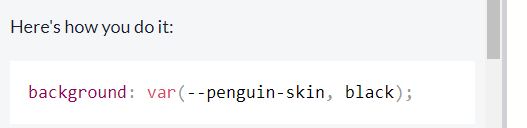 Here's how you do it:
background: var(--penguin-skin, black);